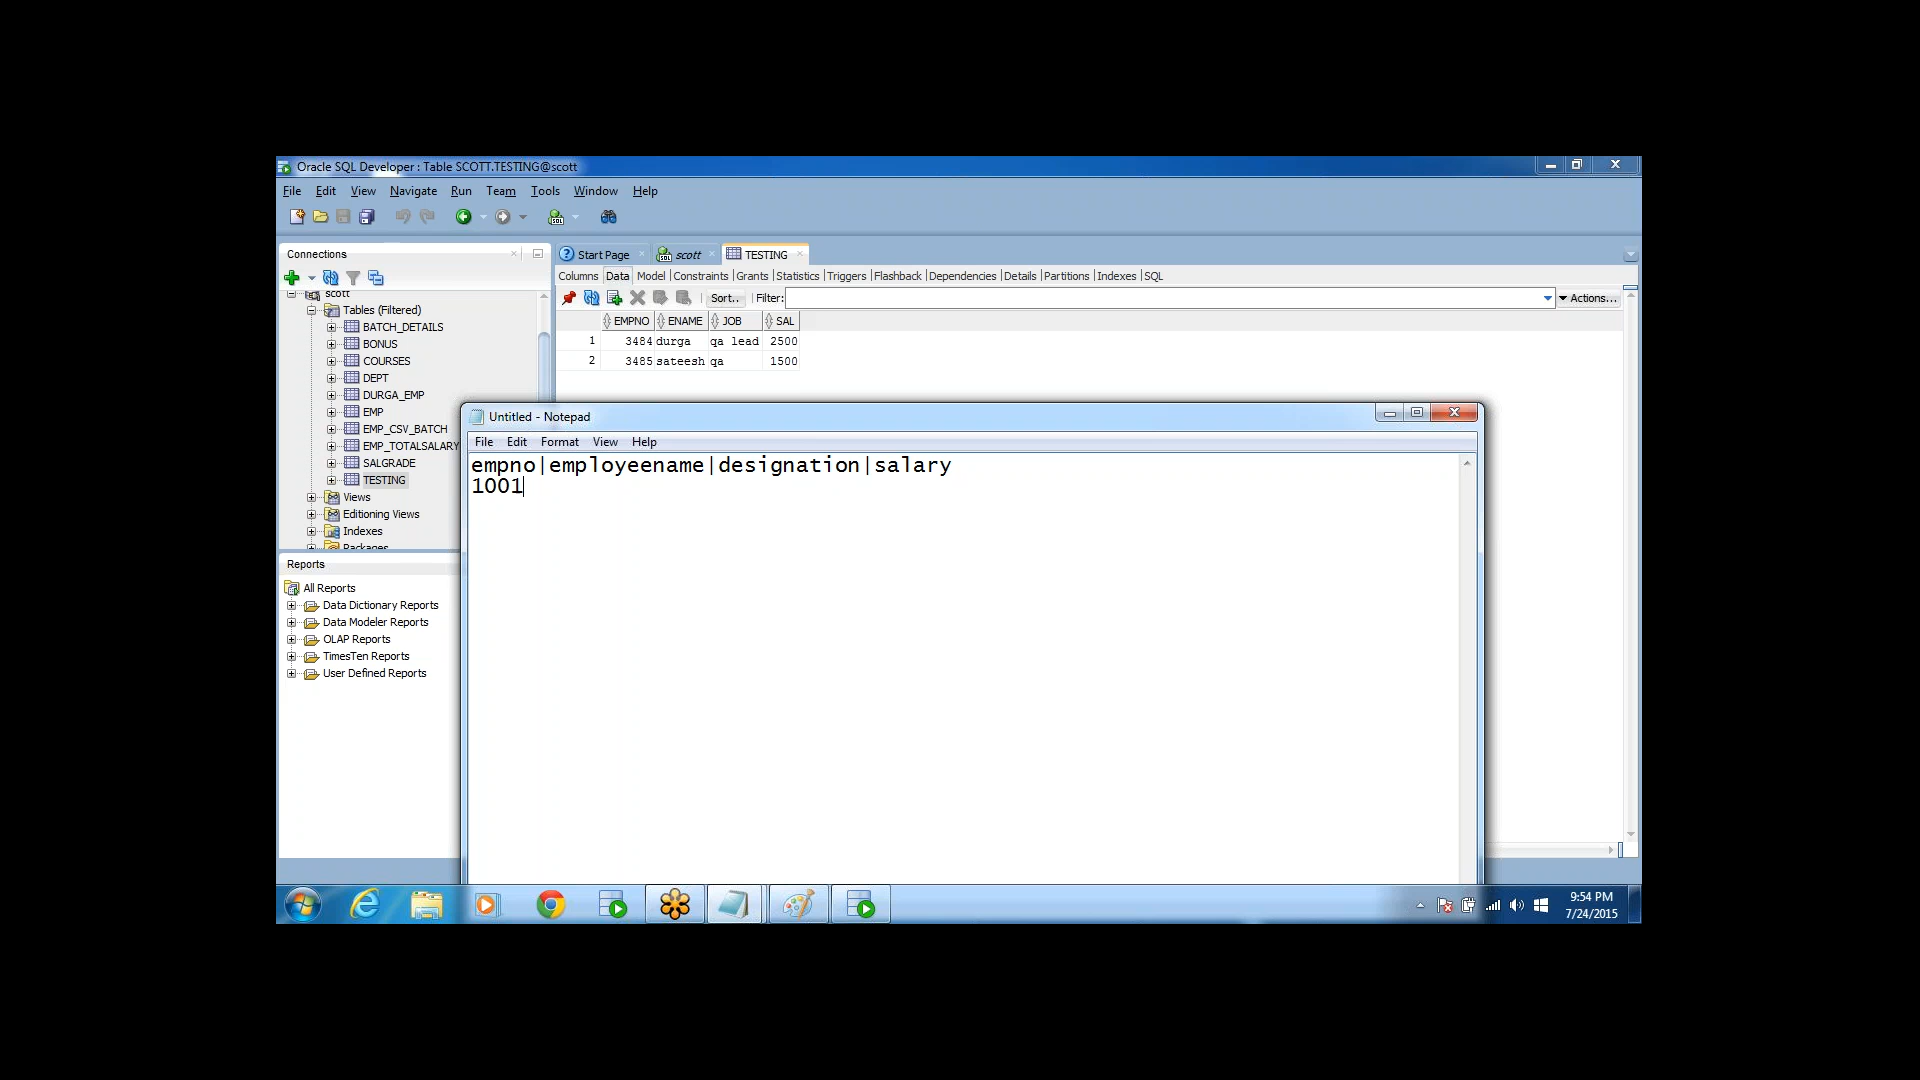 Oracle SQL Developer : Table SCOTT.TESTING@scott
File Edit View Navigate Run Team Tools Window Help
Connections
Start Page scott TESTING
Columns Data Model Constraints Grants Statistics Triggers Flashback Dependencies Details Partitions Indexes SQL
Sort.. Filter: Actions...
EMPNO ENAME JOB SAL
1 3484 durga qa lead 2500
2 3485 sateesh qa 1500
scott
Tables (Filtered)
BATCH_DETAILS
BONUS
COURSES
DEPT
DURGA_EMP
EMP
EMP_CSV_BATCH
EMP_TOTALSALARY
SALGRADE
TESTING
Views
Editioning Views
Indexes
Packages
Reports
All Reports
Data Dictionary Reports
Data Modeler Reports
OLAP Reports
TimesTen Reports
User Defined Reports
Untitled - Notepad
File Edit Format View Help
empno|employeename|designation|salary
1001
9:54 PM
7/24/2015